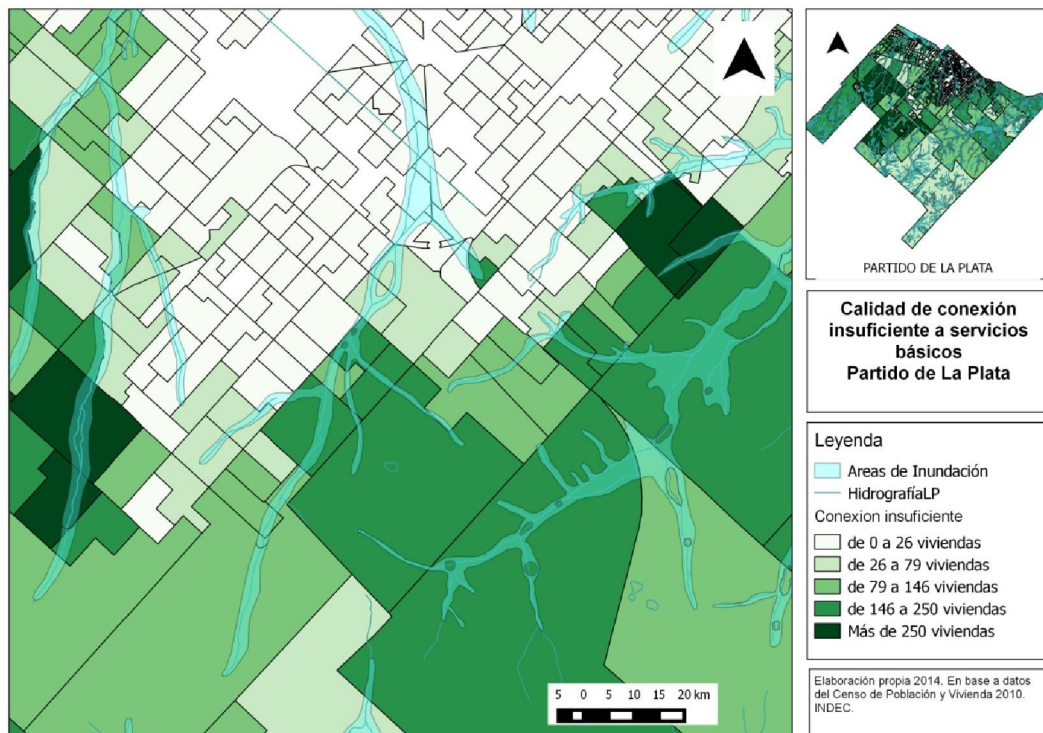 PARTIDO DE LA PLATA
Calidad de conexión
insuficiente a servicios
básicos
Partido de La Plata
Leyenda
Areas de Inundación
HidrografíaLP
Conexion insuficiente
de 0 a 26 viviendas
de 26 a 79 viviendas
de 79 a 146 viviendas
de 146 a 250 viviendas
Más de 250 viviendas
5 0 5 10 15 20 km
Elaboración propia 2014. En base a datos
del Censo de Población y Vivienda 2010.
INDEC.